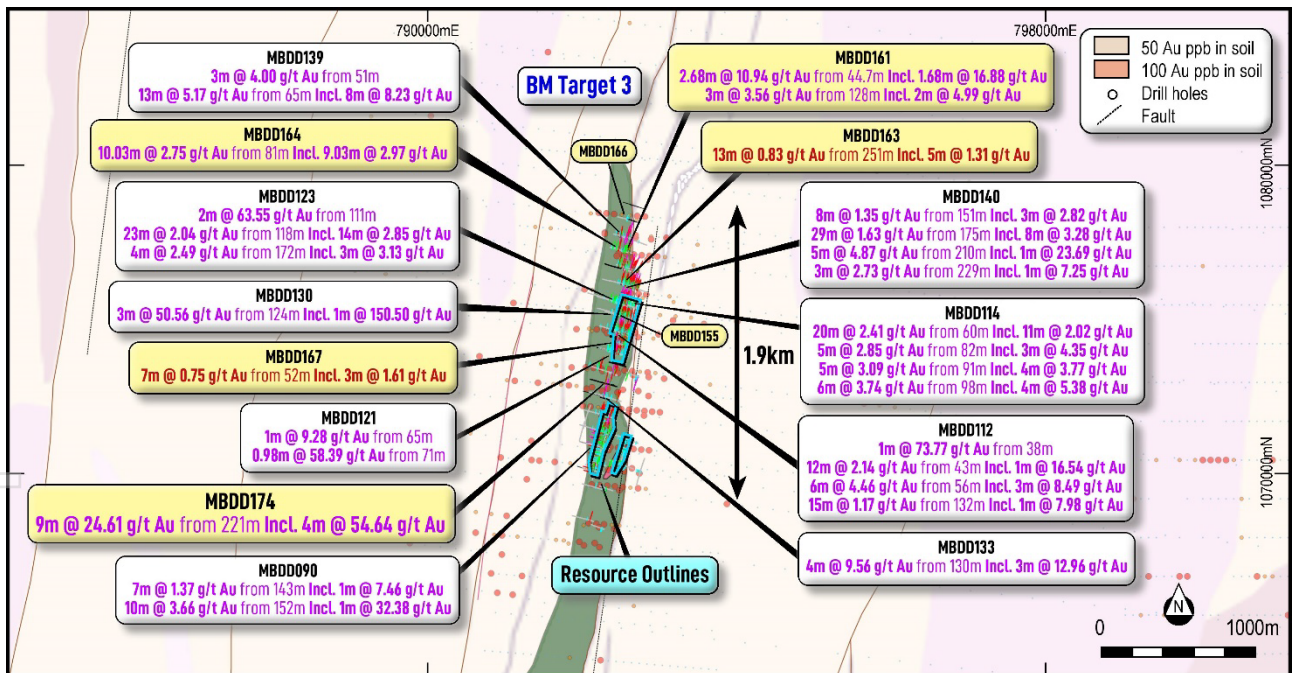 790000mE
798000mE
MBDD139
3m @ 4.00 g/t Au from 51m
13m @ 5.17 g/t Au from 65m Incl. 8m @ 8.23 g/t Au
BM Target 3
MBDD161
2.68m @ 10.94 g/t Au from 44.7m Incl. 1.68m @ 16.88 g/t Au
3m @ 3.56 g/t Au from 128m Incl. 2m @ 4.99 g/t Au
50 Au ppb in soil
100 Au ppb in soil
Drill holes
Fault
MBDD164
10.03m @ 2.75 g/t Au from 81m Incl. 9.03m @ 2.97 g/t Au
MBDD166
MBDD163
13m @ 0.83 g/t Au from 251m Incl. 5m @ 1.31 g/t Au
1080000mN
MBDD123
2m @ 63.55 g/t Au from 111m
23m @ 2.04 g/t Au from 118m Incl. 14m @ 2.85 g/t Au
4m @ 2.49 g/t Au from 172m Incl. 3m @ 3.13 g/t Au
MBDD140
8m @ 1.35 g/t Au from 151m Incl. 3m @ 2.82 g/t Au
29m @ 1.63 g/t Au from 175m Incl. 8m @ 3.28 g/t Au
5m @ 4.87 g/t Au from 210m Incl. 1m @ 23.69 g/t Au
3m @ 2.73 g/t Au from 229m Incl. 1m @ 7.25 g/t Au
MBDD130
3m @ 50.56 g/t Au from 124m Incl. 1m @ 150.50 g/t Au
MBDD155
1.9km
MBDD114
20m @ 2.41 g/t Au from 60m Incl. 11m @ 2.02 g/t Au
5m @ 2.85 g/t Au from 82m Incl. 3m @ 4.35 g/t Au
5m @ 3.09 g/t Au from 91m Incl. 4m @ 3.77 g/t Au
6m @ 3.74 g/t Au from 98m Incl. 4m @ 5.38 g/t Au
MBDD167
7m @ 0.75 g/t Au from 52m Incl. 3m @ 1.61 g/t Au
MBDD121
1m @ 9.28 g/t Au from 65m
0.98m @ 58.39 g/t Au from 71m
MBDD112
1m @ 73.77 g/t Au from 38m
12m @ 2.14 g/t Au from 43m Incl. 1m @ 16.54 g/t Au
6m @ 4.46 g/t Au from 56m Incl. 3m @ 8.49 g/t Au
15m @ 1.17 g/t Au from 132m Incl. 1m @ 7.98 g/t Au
1070000mN
MBDD174
9m @ 24.61 g/t Au from 221m Incl. 4m @ 54.64 g/t Au
MBDD133
4m @ 9.56 g/t Au from 130m Incl. 3m @ 12.96 g/t Au
MBDD090
7m @ 1.37 g/t Au from 143m Incl. 1m @ 7.46 g/t Au
10m @ 3.66 g/t Au from 152m Incl. 1m @ 32.38 g/t Au
Resource Outlines
N
0 1000m